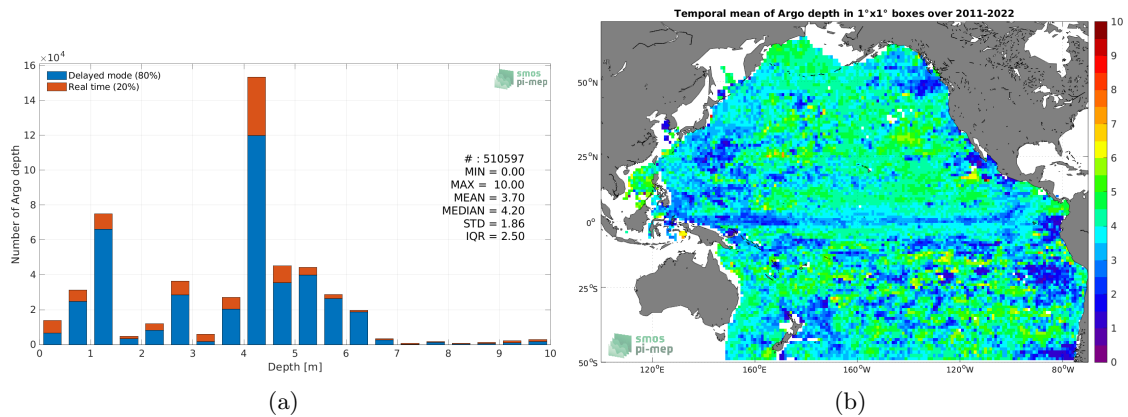 16 ×10⁴
14
12
10
8
6
4
2
0
Number of Argo depth
Delayed mode (80%)
Real time (20%)
smos
pi-mep
# : 510597
MIN = 0.00
MAX = 10.00
MEAN = 3.70
MEDIAN = 4.20
STD = 1.86
IQR = 2.50
0 1 2 3 4 5 6 7 8 9 10
Depth [m]
(a)
Temporal mean of Argo depth in 1°x1° boxes over 2011-2022
50°N
25°N
0°
25°S
50°S
120°E 160°E 160°W 120°W 80°W
smos
pi-mep
10
9
8
7
6
5
4
3
2
1
0
(b)